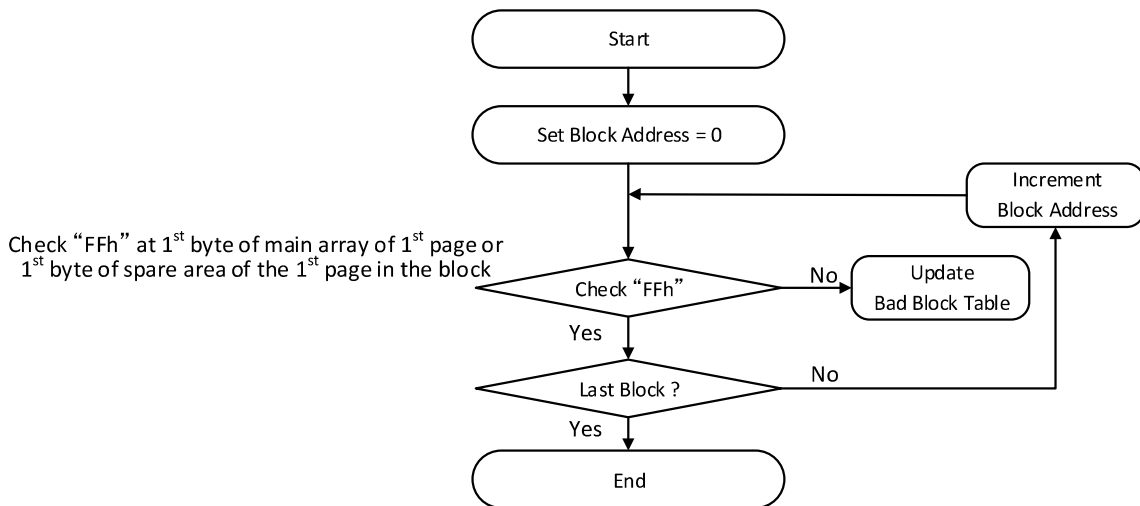 Start
Set Block Address = 0
Increment
Block Address
Check “FFh” at 1st byte of main array of 1st page or
1st byte of spare area of the 1st page in the block
Check “FFh”
No
Update
Bad Block Table
Yes
Last Block ?
No
Yes
End